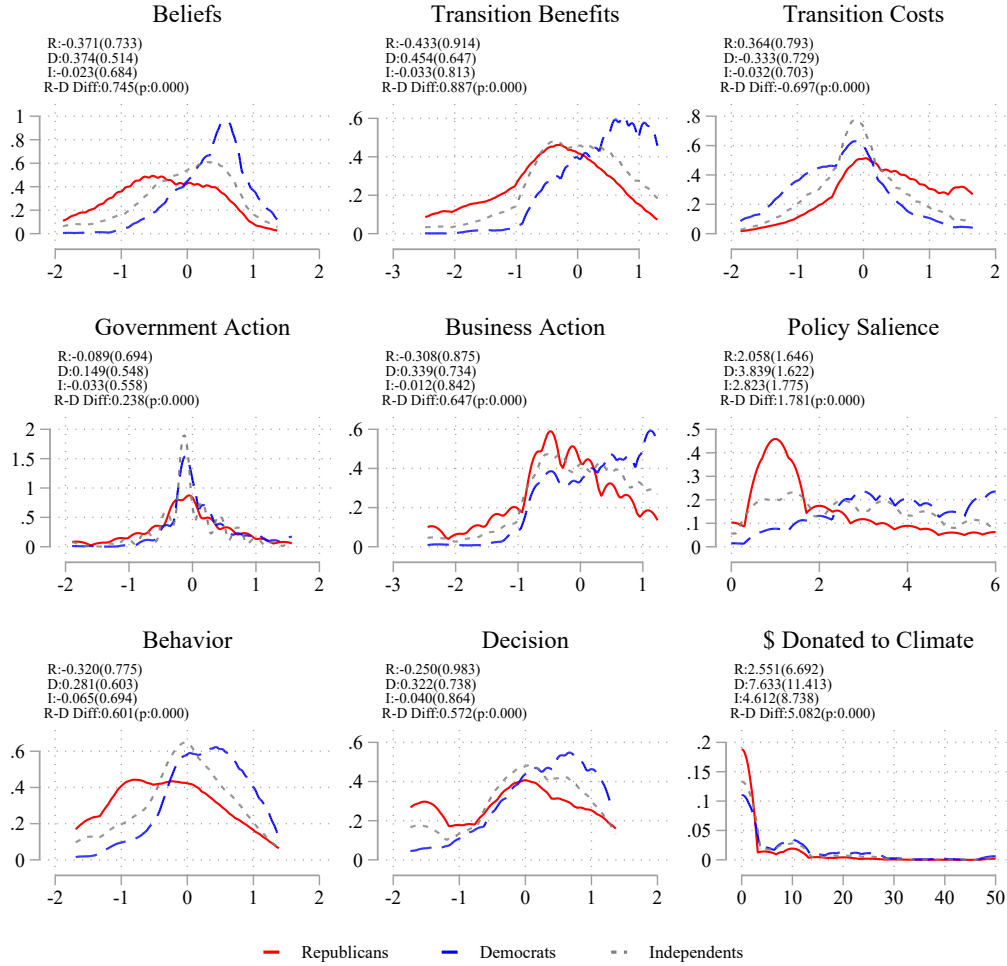 Beliefs
R:-0.371(0.733)
D:0.374(0.514)
I:-0.023(0.684)
R-D Diff:0.745(p:0.000)
1
.8
.6
.4
.2
0
-2 -1 0 1 2
Transition Benefits
R:-0.433(0.914)
D:0.454(0.647)
I:-0.033(0.813)
R-D Diff:0.887(p:0.000)
.6
.4
.2
0
-3 -2 -1 0 1
Transition Costs
R:0.364(0.793)
D:-0.333(0.729)
I:-0.032(0.703)
R-D Diff:-0.697(p:0.000)
.8
.6
.4
.2
0
-2 -1 0 1 2
Government Action
R:-0.089(0.694)
D:0.149(0.548)
I:-0.033(0.558)
R-D Diff:0.238(p:0.000)
2
1.5
1
.5
0
-2 -1 0 1 2
Business Action
R:-0.308(0.875)
D:0.339(0.734)
I:-0.012(0.842)
R-D Diff:0.647(p:0.000)
.6
.4
.2
0
-3 -2 -1 0 1
Policy Salience
R:2.058(1.646)
D:3.839(1.622)
I:2.823(1.775)
R-D Diff:1.781(p:0.000)
.5
.4
.3
.2
.1
0
0 2 4 6
Behavior
R:-0.320(0.775)
D:0.281(0.603)
I:-0.065(0.694)
R-D Diff:0.601(p:0.000)
.6
.4
.2
0
-2 -1 0 1 2
Decision
R:-0.250(0.983)
D:0.322(0.738)
I:-0.040(0.864)
R-D Diff:0.572(p:0.000)
.6
.4
.2
0
-2 -1 0 1 2
$ Donated to Climate
R:2.551(6.692)
D:7.633(11.413)
I:4.612(8.738)
R-D Diff:5.082(p:0.000)
.2
.15
.1
.05
0
0 10 20 30 40 50
Republicans Democrats Independents